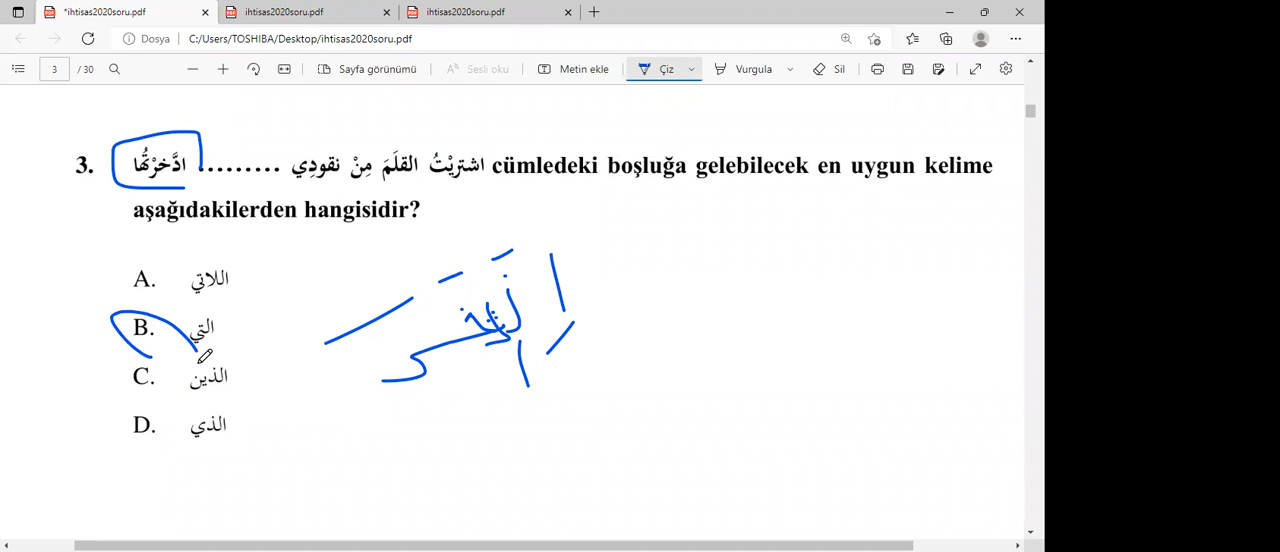 *ihtisas2020soru.pdf ihtisas2020soru.pdf ihtisas2020soru.pdf
Dosya C:/Users/TOSHIBA/Desktop/ihtisas2020soru.pdf
3 / 30 Sayfa görünümü Sesli oku Metin ekle Çiz Vurgula Sil
3. اشتريْتُ القلَمَ مِنْ نقودِي ......... ادَّخرْتُها cümledeki boşluğa gelebilecek en uygun kelime
aşağıdakilerden hangisidir?
A. اللاتي
B. التي
C. الذين
D. الذي